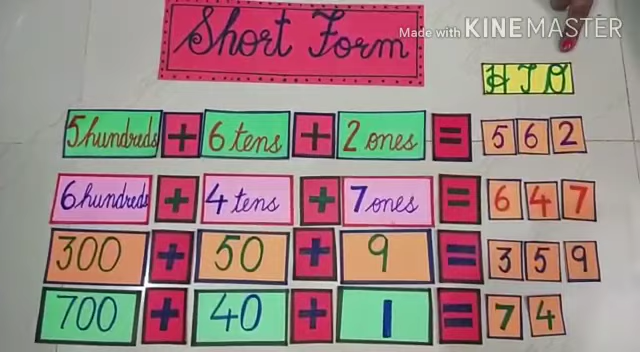 Short Form
Made with KINEMASTER
H T O
5 hundreds + 6 tens + 2 ones = 5 6 2
6 hundreds + 4 tens + 7 ones = 6 4 7
300 + 50 + 9 = 3 5 9
700 + 40 + 1 = 7 4